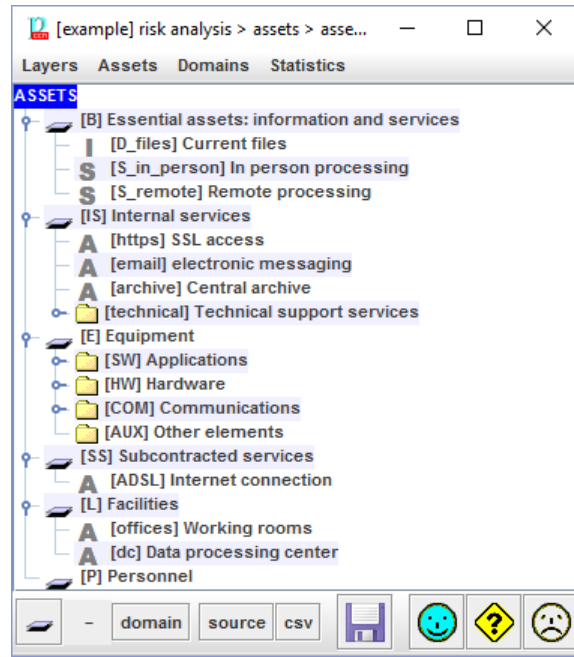 [example] risk analysis > assets > asse...
Layers Assets Domains Statistics
ASSETS
[B] Essential assets: information and services
I [D_files] Current files
S [S_in_person] In person processing
S [S_remote] Remote processing
[IS] Internal services
A [https] SSL access
A [email] electronic messaging
A [archive] Central archive
[technical] Technical support services
[E] Equipment
[SW] Applications
[HW] Hardware
[COM] Communications
[AUX] Other elements
[SS] Subcontracted services
A [ADSL] Internet connection
[L] Facilities
A [offices] Working rooms
A [dc] Data processing center
[P] Personnel
– domain source csv ?